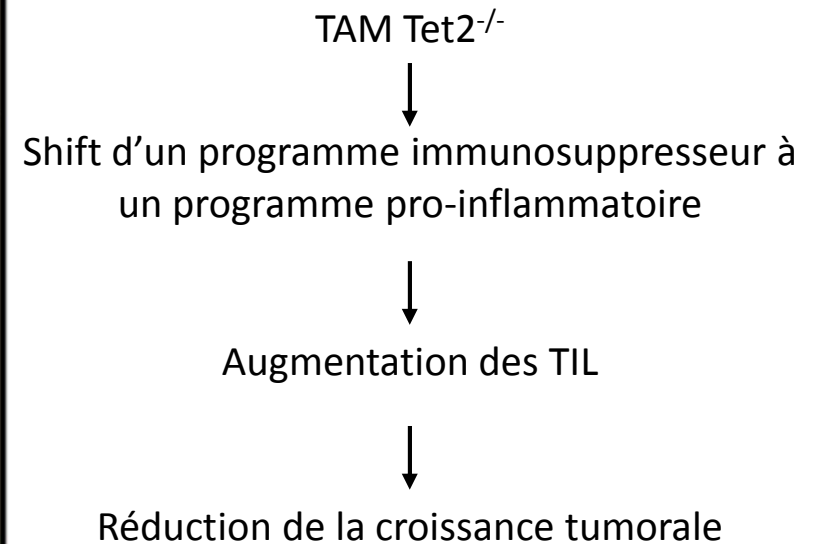 TAM Tet2-/-
Shift d’un programme immunosuppresseur à
un programme pro-inflammatoire
Augmentation des TIL
Réduction de la croissance tumorale